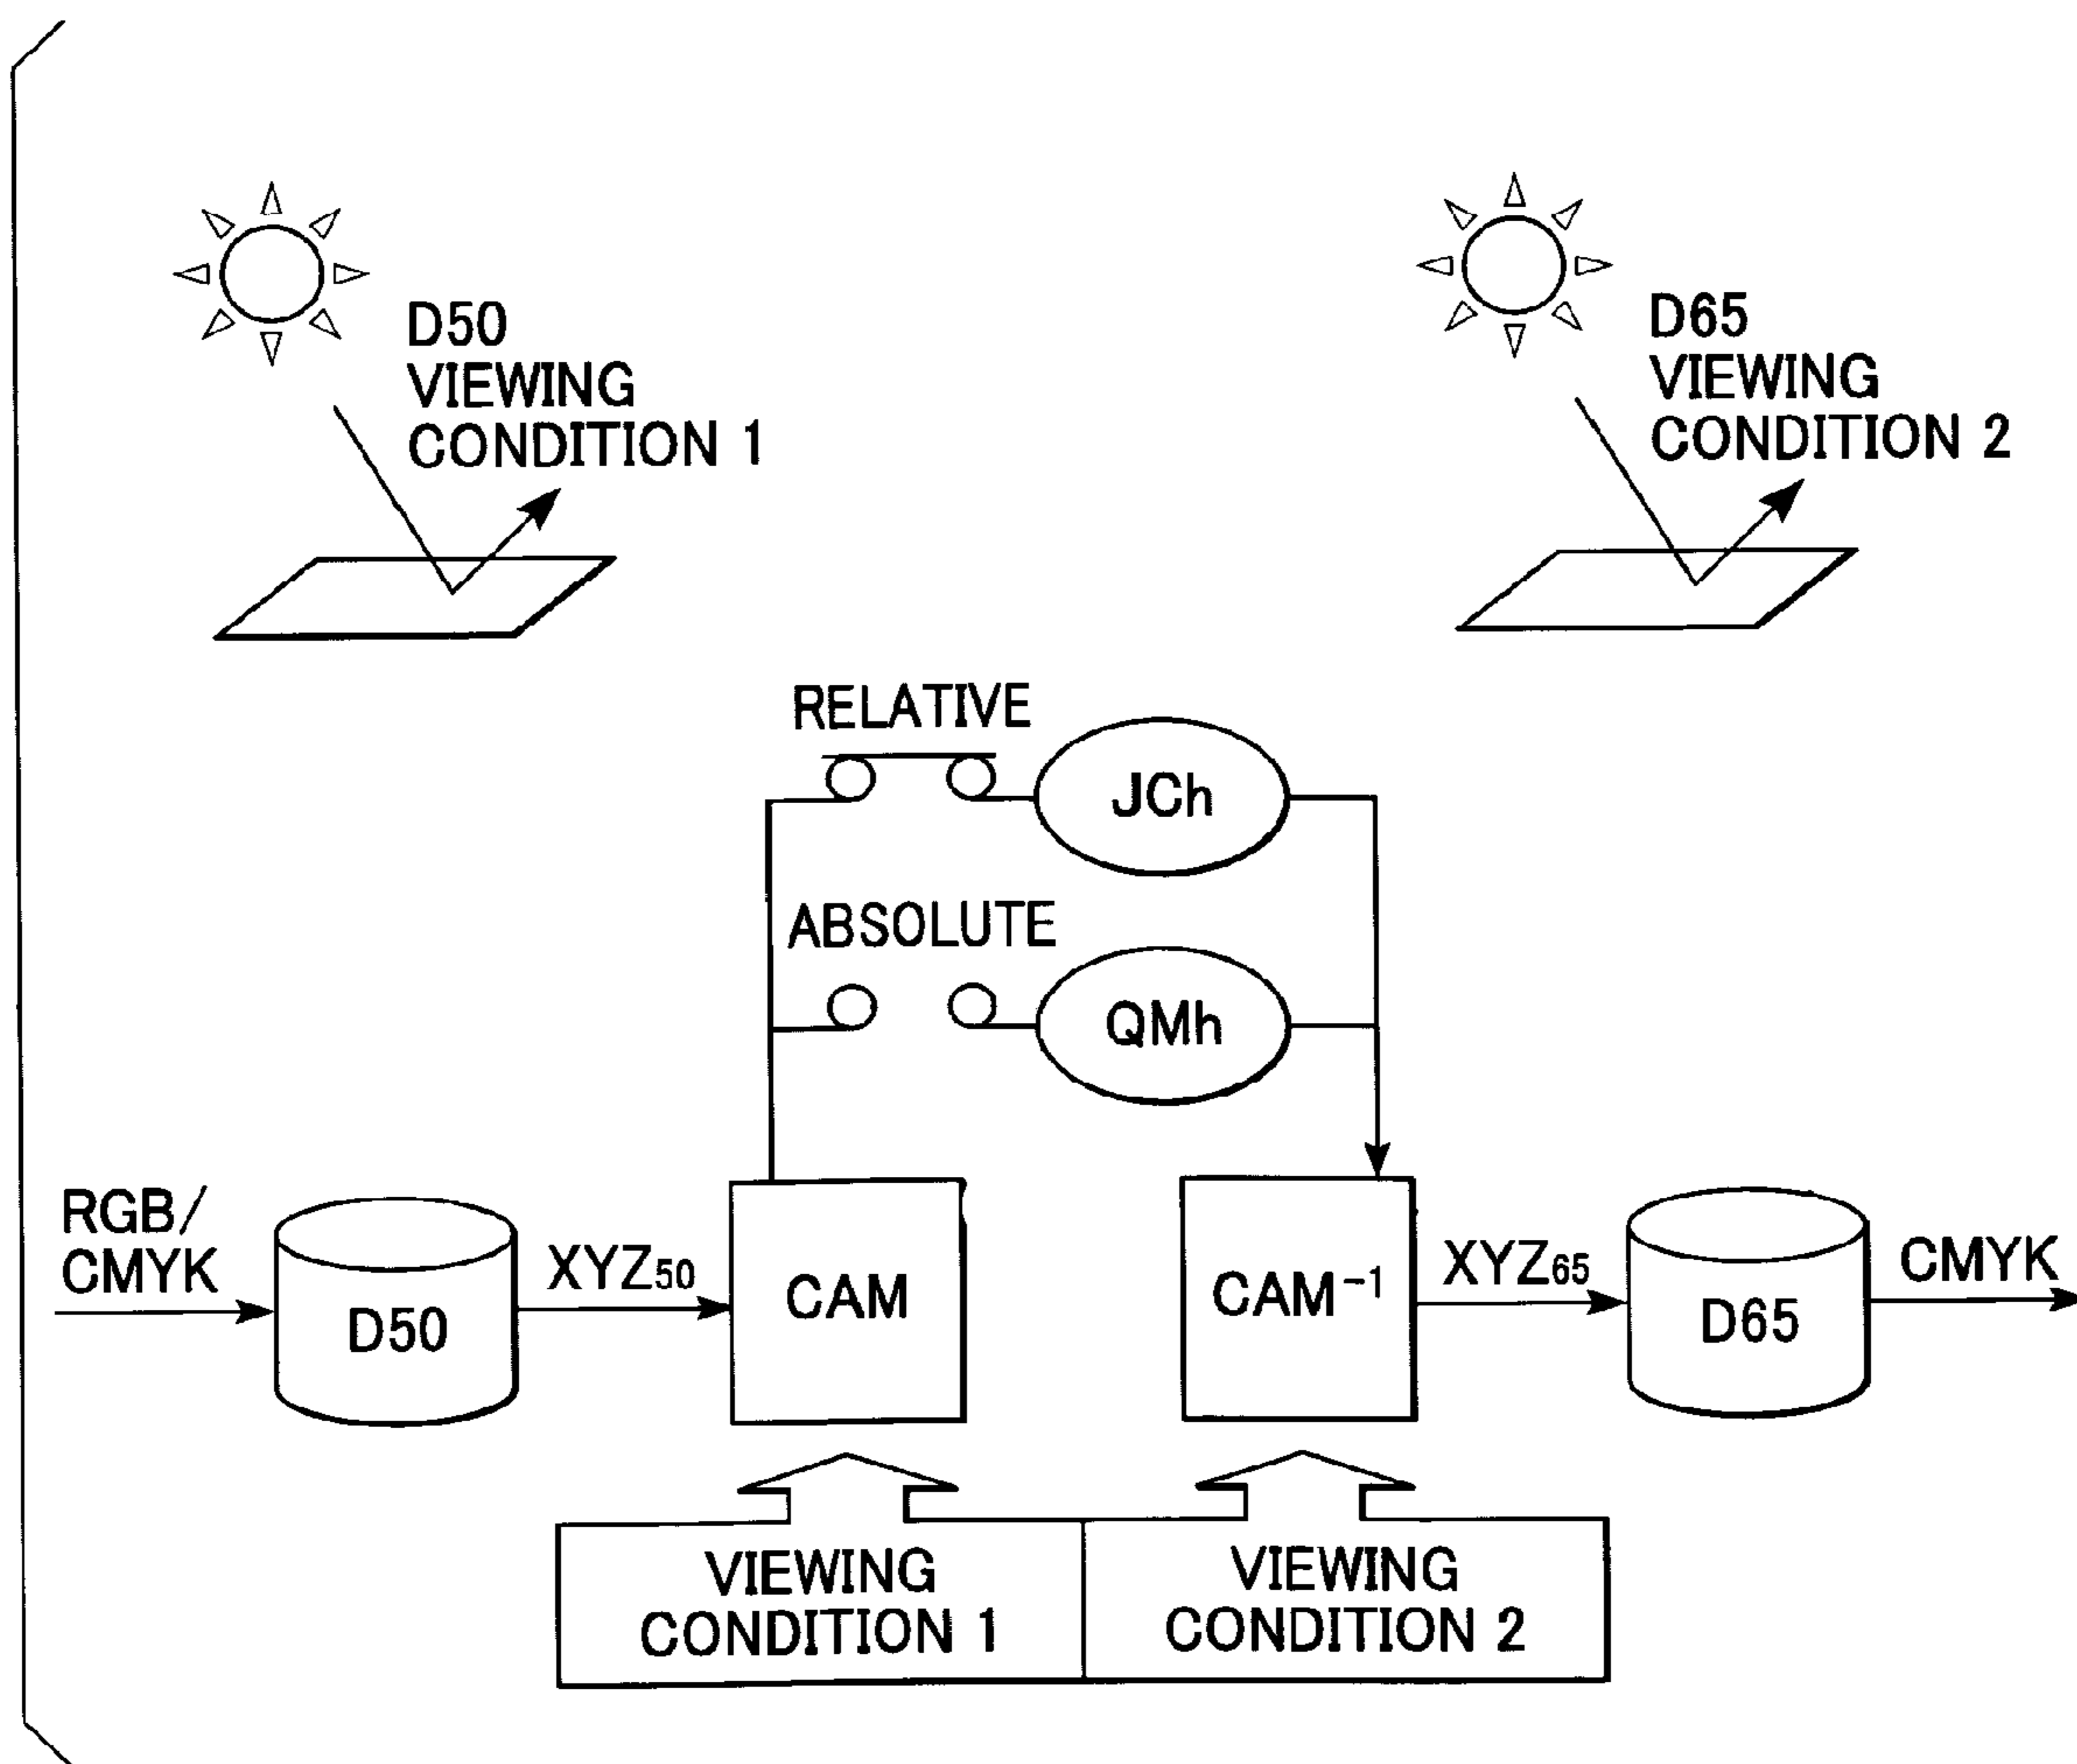 D50
VIEWING
CONDITION 1
D65
VIEWING
CONDITION 2
RELATIVE
JCh
ABSOLUTE
QMh
RGB/
CMYK
D50
XYZ50
CAM
CAM⁻¹
XYZ65
D65
CMYK
VIEWING
CONDITION 1
VIEWING
CONDITION 2